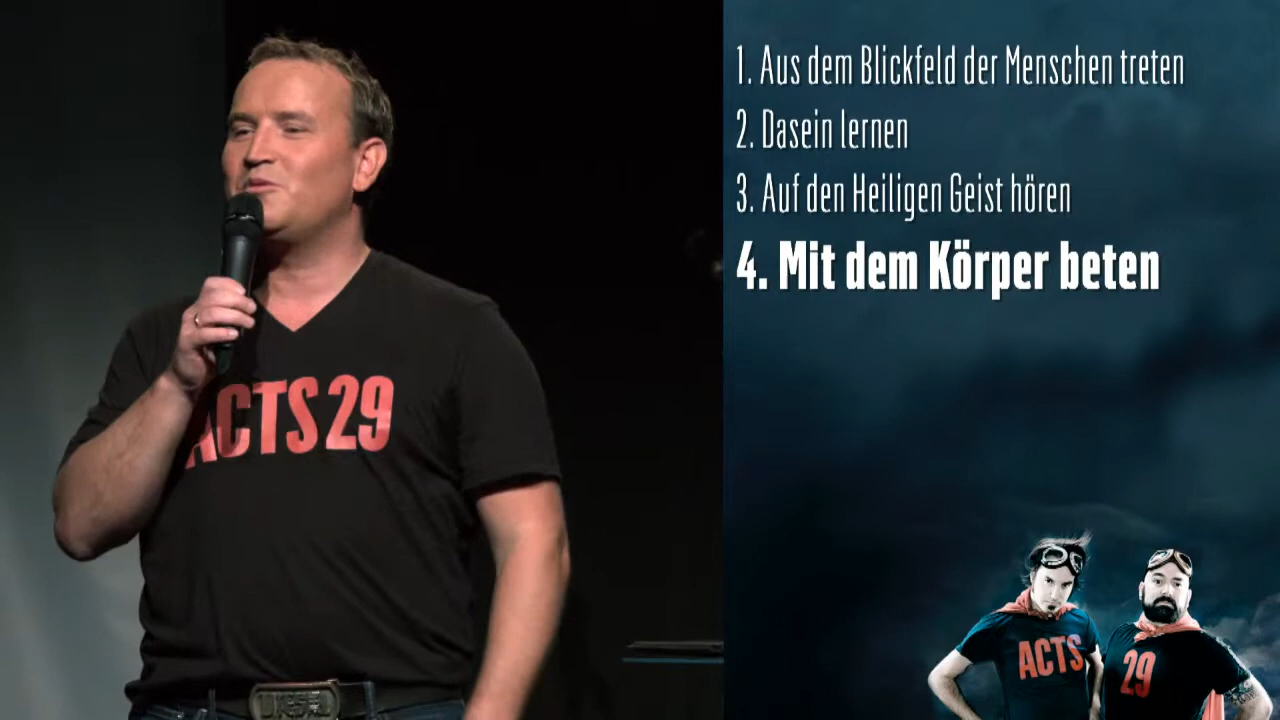 1. Aus dem Blickfeld der Menschen treten
2. Dasein lernen
3. Auf den Heiligen Geist hören
4. Mit dem Körper beten
ACTS 29
ACTS
29